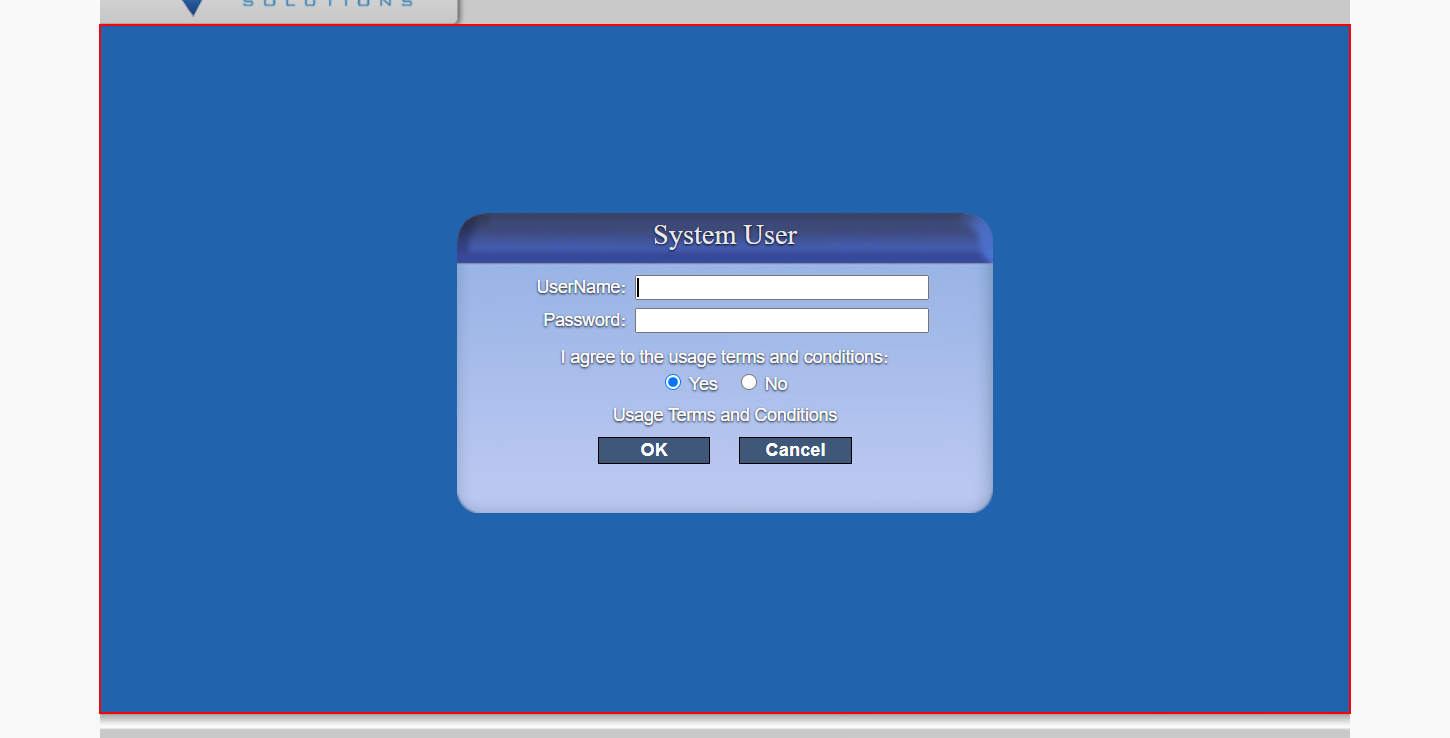 SOLUTIONS
System User
UserName:
Password:
I agree to the usage terms and conditions:
Yes No
Usage Terms and Conditions
OK Cancel